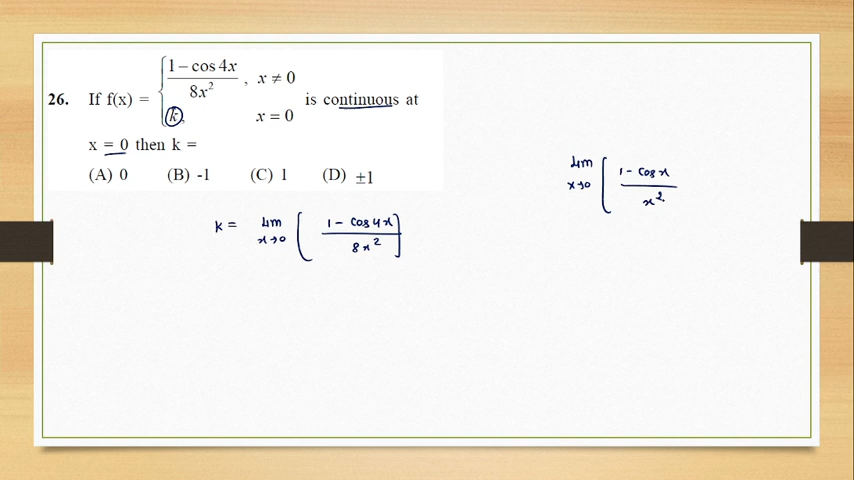 26. If f(x) = { (1 – cos 4x)/(8x²), x ≠ 0
k, x = 0
is continuous at
x = 0 then k =
(A) 0 (B) -1 (C) 1 (D) ±1
k = lim x→0 [ (1 - cos 4x)/(8x²) ]
lim x→0 [ (1 - cos x)/(x²)